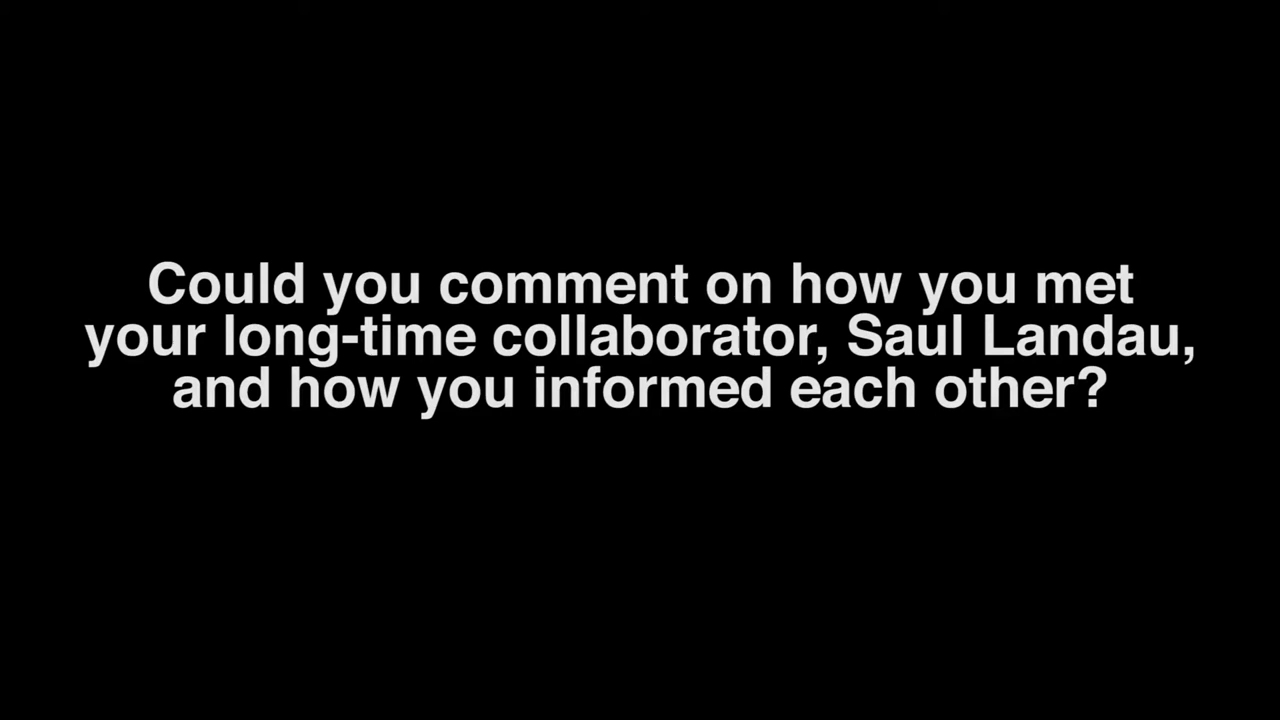 Could you comment on how you met
your long-time collaborator, Saul Landau,
and how you informed each other?